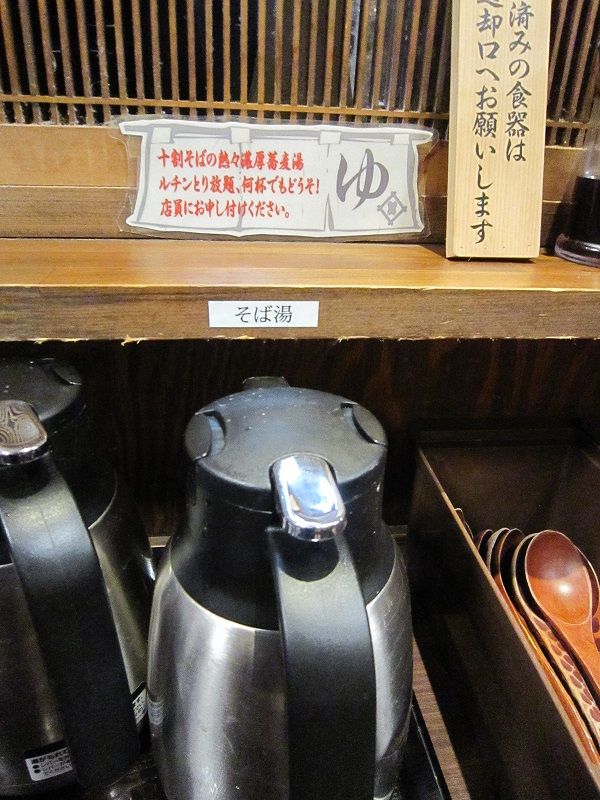 済みの食器は
却口へお願いします
十割そばの熱々濃厚蕎麦湯
ルチンとり放題、何杯でもどうぞ!
店員にお申し付けください。
ゆ
そば湯